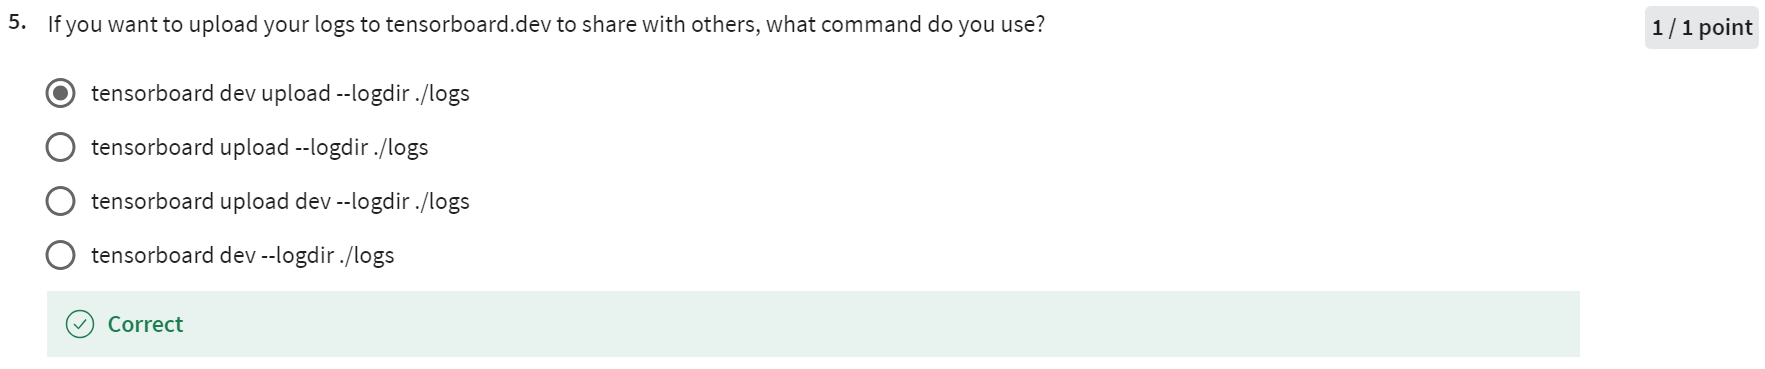 5. If you want to upload your logs to tensorboard.dev to share with others, what command do you use?
1 / 1 point
tensorboard dev upload --logdir ./logs
tensorboard upload --logdir ./logs
tensorboard upload dev --logdir ./logs
tensorboard dev --logdir ./logs
Correct